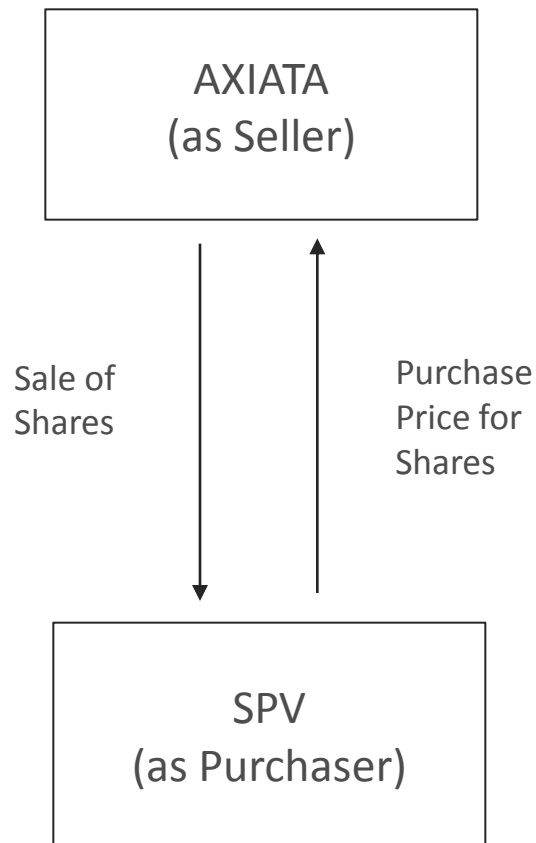 AXIATA
(as Seller)
Sale of
Shares
Purchase
Price for
Shares
SPV
(as Purchaser)